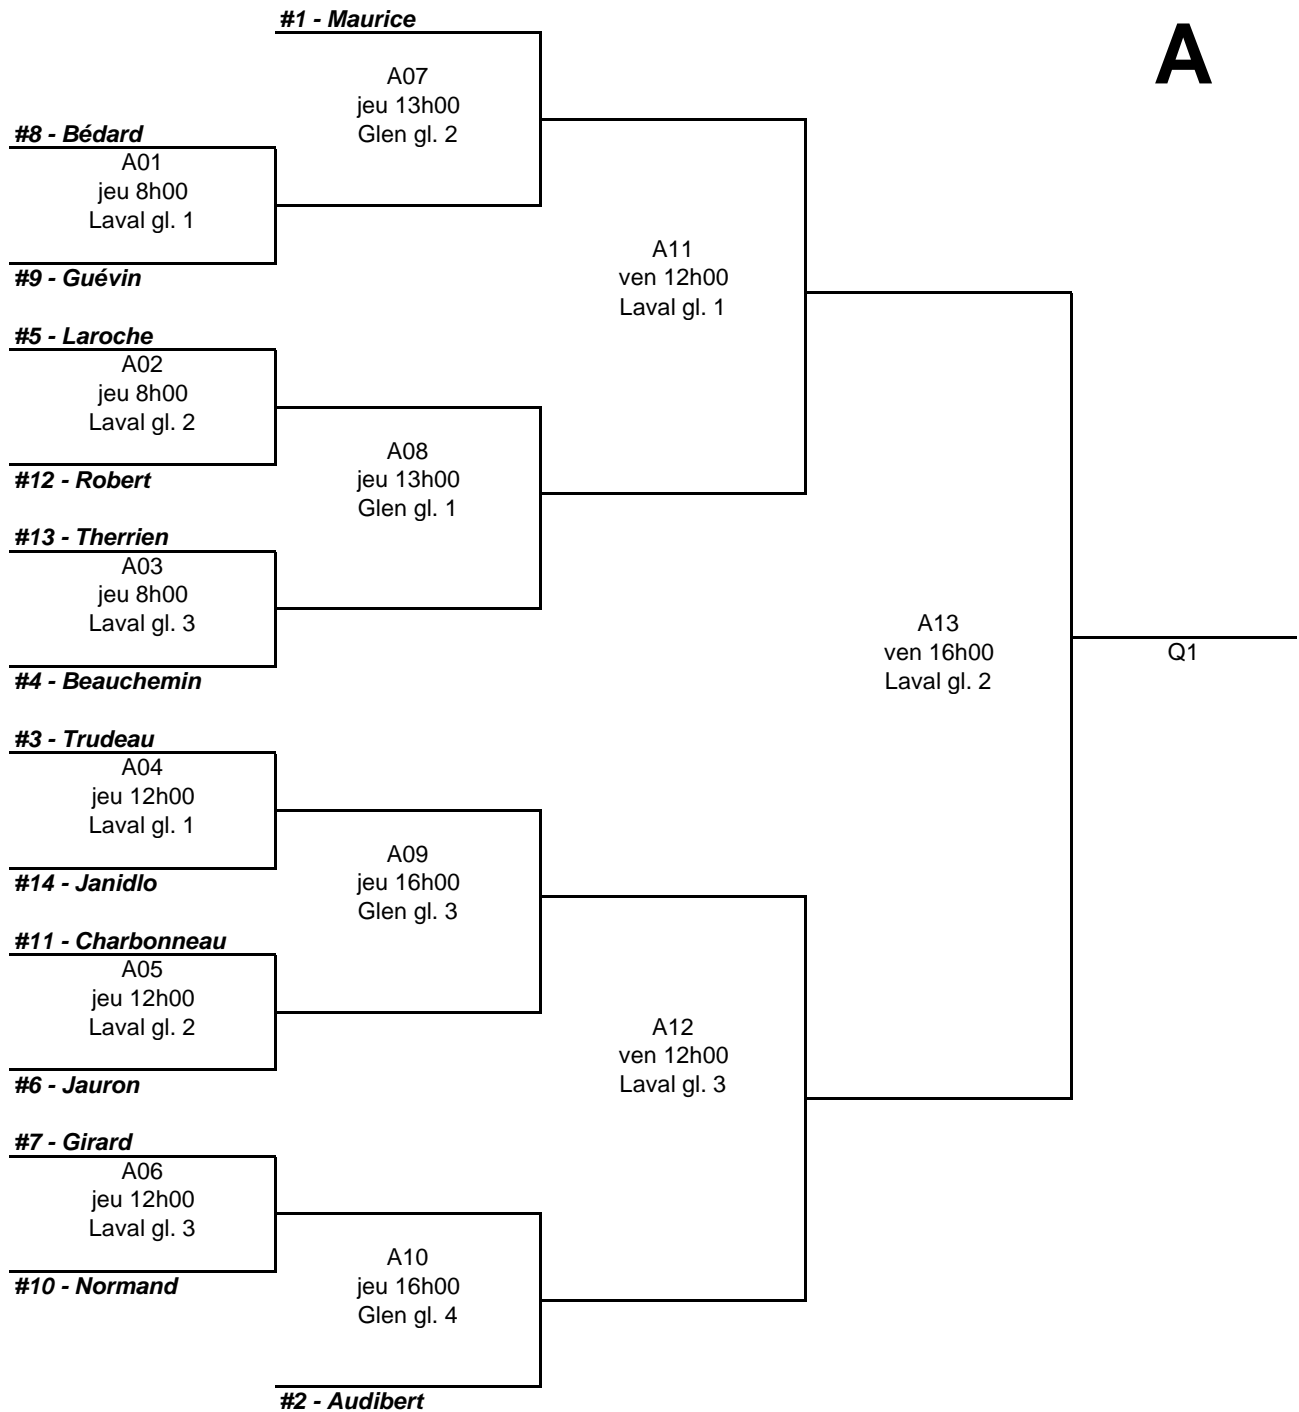 #1 - Maurice
A
A07
jeu 13h00
Glen gl. 2
#8 - Bédard
A01
jeu 8h00
Laval gl. 1
#9 - Guévin
A11
ven 12h00
Laval gl. 1
#5 - Laroche
A02
jeu 8h00
Laval gl. 2
#12 - Robert
A08
jeu 13h00
Glen gl. 1
#13 - Therrien
A03
jeu 8h00
Laval gl. 3
#4 - Beauchemin
A13
ven 16h00
Laval gl. 2
Q1
#3 - Trudeau
A04
jeu 12h00
Laval gl. 1
#14 - Janidlo
A09
jeu 16h00
Glen gl. 3
#11 - Charbonneau
A05
jeu 12h00
Laval gl. 2
#6 - Jauron
A12
ven 12h00
Laval gl. 3
#7 - Girard
A06
jeu 12h00
Laval gl. 3
#10 - Normand
A10
jeu 16h00
Glen gl. 4
#2 - Audibert